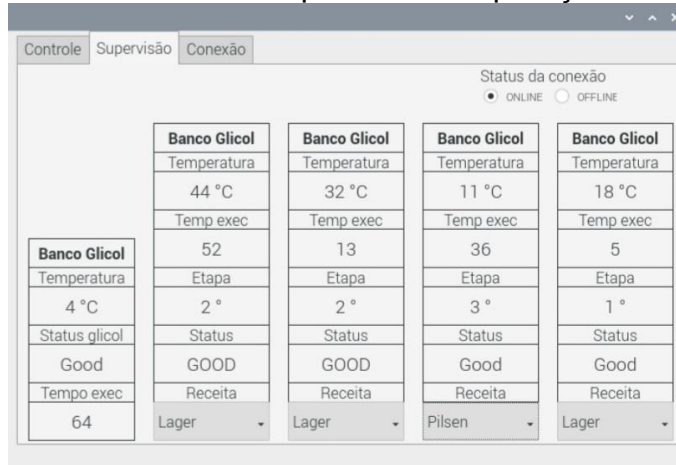 Controle Supervisão Conexão
Status da conexão
ONLINE OFFLINE
Banco Glicol
Temperatura
4 °C
Status glicol
Good
Tempo exec
64
Banco Glicol
Temperatura
44 °C
Temp exec
52
Etapa
2 °
Status
GOOD
Receita
Lager
Banco Glicol
Temperatura
32 °C
Temp exec
13
Etapa
2 °
Status
GOOD
Receita
Lager
Banco Glicol
Temperatura
11 °C
Temp exec
36
Etapa
3 °
Status
Good
Receita
Pilsen
Banco Glicol
Temperatura
18 °C
Temp exec
5
Etapa
1 °
Status
Good
Receita
Lager